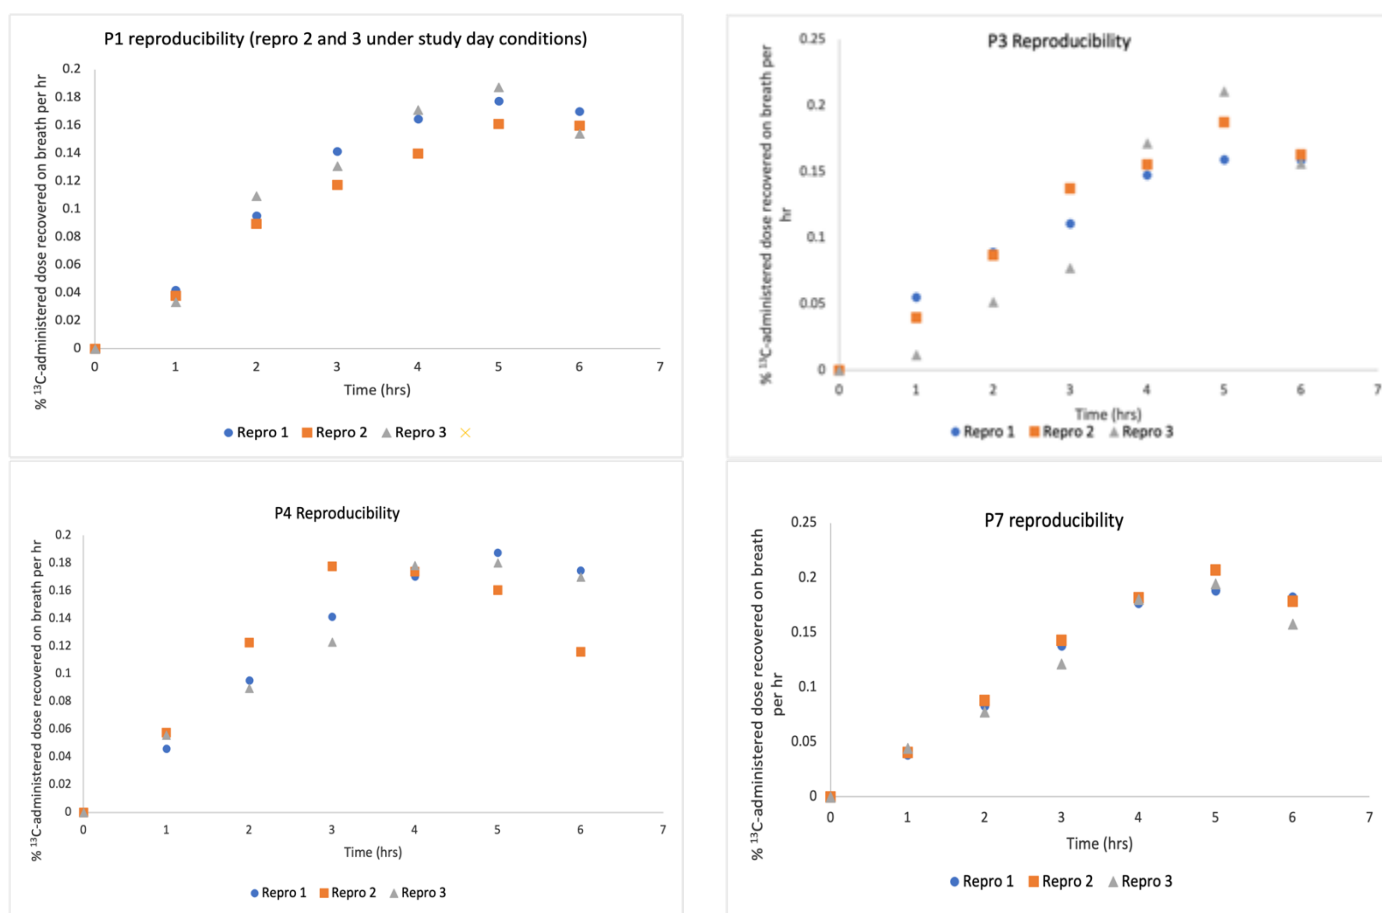 P1 reproducibility (repro 2 and 3 under study day conditions)
% ¹³C-administered dose recovered on breath per hr
0.2
0.18
0.16
0.14
0.12
0.1
0.08
0.06
0.04
0.02
0
0 1 2 3 4 5 6 7
Time (hrs)
Repro 1 Repro 2 Repro 3
P3 Reproducibility
% ¹³C-administered dose recovered on breath per
hr
0.25
0.2
0.15
0.1
0.05
0
0 1 2 3 4 5 6 7
Time (hrs)
Repro 1 Repro 2 Repro 3
P4 Reproducibility
% ¹³C-administered dose recovered on breath per hr
0.2
0.18
0.16
0.14
0.12
0.1
0.08
0.06
0.04
0.02
0
0 1 2 3 4 5 6 7
Time (hrs)
Repro 1 Repro 2 Repro 3
P7 reproducibility
% ¹³C-administered dose recovered on breath
per hr
0.25
0.2
0.15
0.1
0.05
0
0 1 2 3 4 5 6 7
Time (hrs)
Repro 1 Repro 2 Repro 3